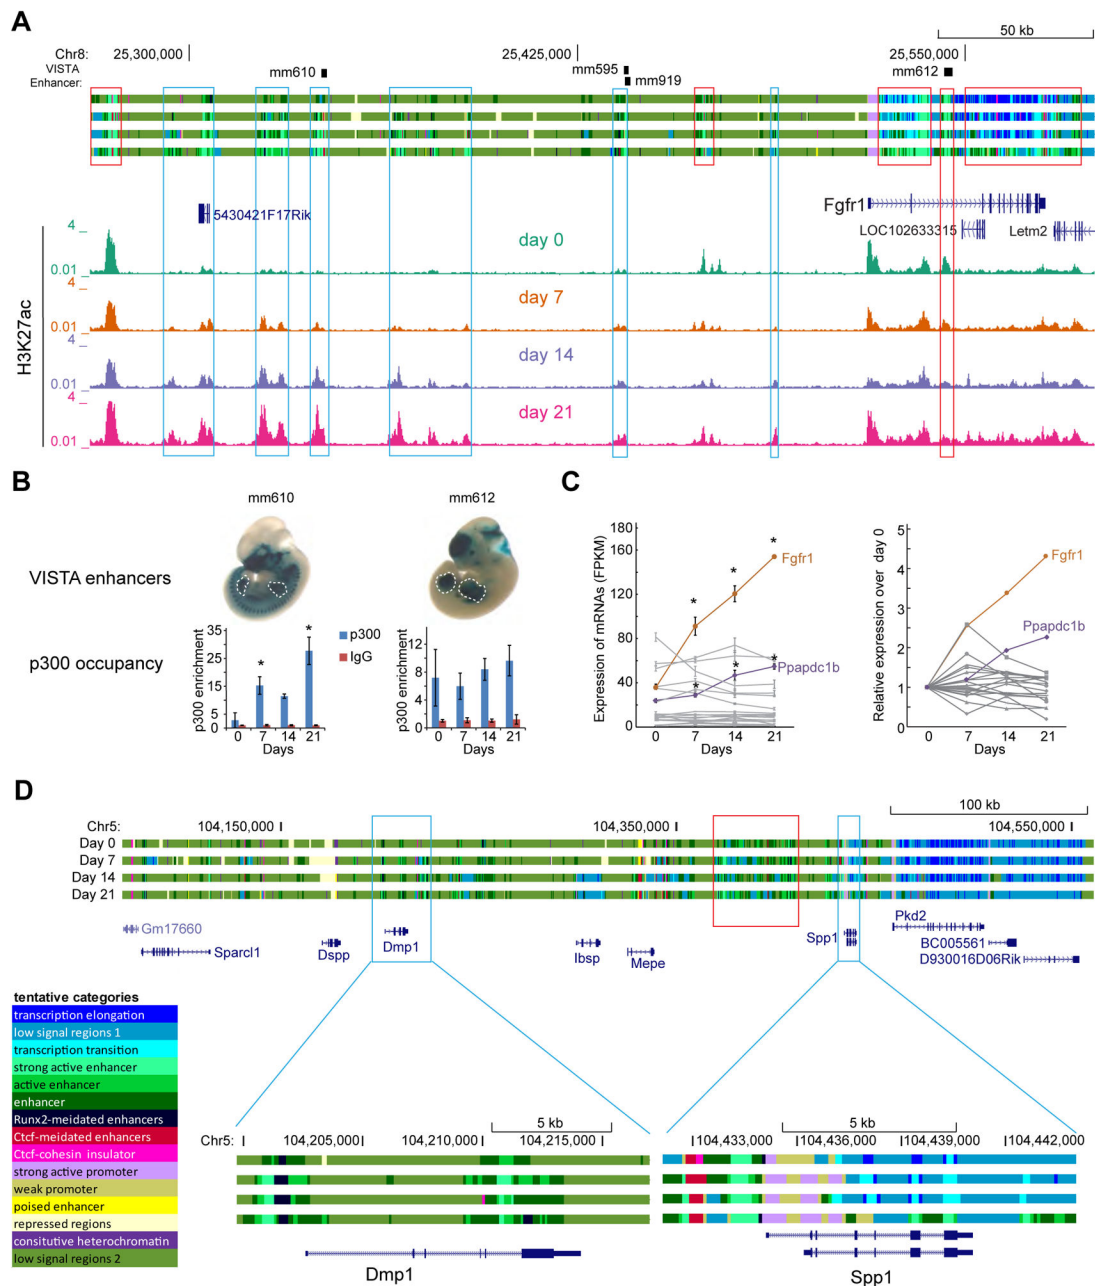 A
50 kb
Chr8: 25,300,000 25,425,000 25,550,000
VISTA Enhancer: mm610 mm595 mm919 mm612
5430421F17Rik
Fgfr1
LOC102633315 Letm2
H3K27ac
4
0.01
day 0
4
0.01
day 7
4
0.01
day 14
4
0.01
day 21
B
mm610 mm612
VISTA enhancers
p300 occupancy
p300 enrichment
35
30
25
20
15
10
5
0
* *
0 7 14 21
Days
p300
IgG
p300 enrichment
12
8
4
0
0 7 14 21
Days
C
Expression of mRNAs (FPKM)
180
160
120
80
60
40
20
0
* * *
Fgfr1
* * *
Ppapdc1b
0 7 14 21
Days
Relative expression over day 0
5
4
3
2
1
0
Fgfr1
Ppapdc1b
0 7 14 21
Days
D
100 kb
Chr5: 104,150,000 104,350,000 104,550,000
Day 0
Day 7
Day 14
Day 21
Gm17660
Sparcl1
Dspp
Dmp1
Ibsp
Mepe
Spp1
Pkd2
BC005561
D930016D06Rik
tentative categories
transcription elongation
low signal regions 1
transcription transition
strong active enhancer
active enhancer
enhancer
Runx2-meidated enhancers
Ctcf-meidated enhancers
Ctcf-cohesin insulator
strong active promoter
weak promoter
poised enhancer
repressed regions
consitutive heterochromatin
low signal regions 2
5 kb
Chr5: 104,205,000 104,210,000 104,215,000
Dmp1
5 kb
104,433,000 104,436,000 104,439,000 104,442,000
Spp1